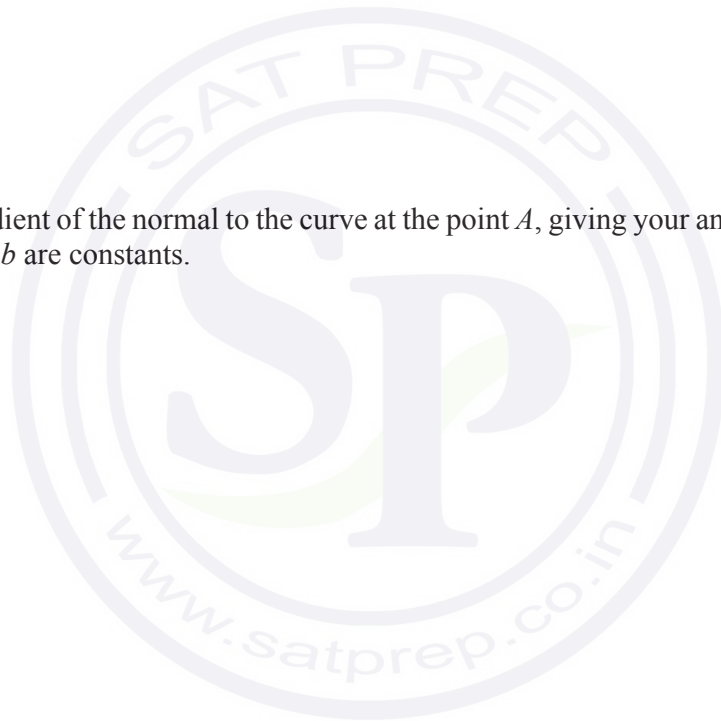 SAT PREP
dient of the normal to the curve at the point A, giving your an
b are constants.
SP
www.satprep.co.in